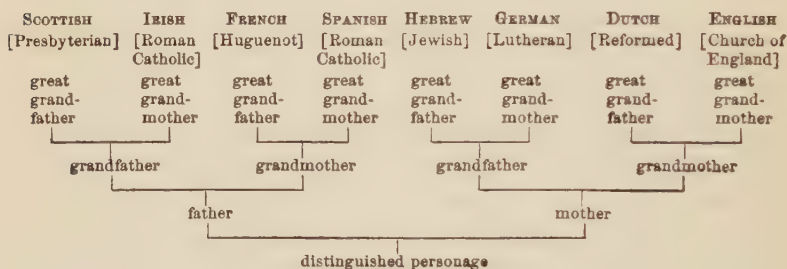 SCOTTISH IRISH FRENCH SPANISH HEBREW GERMAN DUTCH ENGLISH
[Presbyterian] [Roman [Huguenot] [Roman [Jewish] [Lutheran] [Reformed] [Church of
Catholic] Catholic] England]
great great great great great great great great
grand- grand- grand- grand- grand- grand- grand- grand-
father mother father mother father mother father mother
grandfather grandmother grandfather grandmother
father mother
distinguished personage